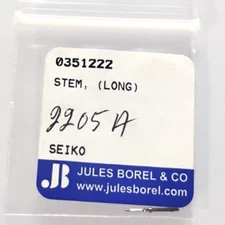 0351222
STEM, (LONG)
2205A
SEIKO
JB JULES BOREL & CO
www.julesborel.com